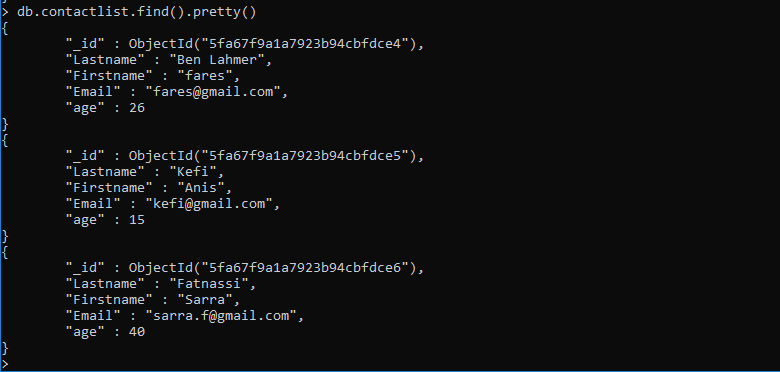 > db.contactlist.find().pretty()
{
        "_id" : ObjectId("5fa67f9a1a7923b94cbfdce4"),
        "Lastname" : "Ben Lahmer",
        "Firstname" : "fares",
        "Email" : "fares@gmail.com",
        "age" : 26
}
{
        "_id" : ObjectId("5fa67f9a1a7923b94cbfdce5"),
        "Lastname" : "Kefi",
        "Firstname" : "Anis",
        "Email" : "kefi@gmail.com",
        "age" : 15
}
{
        "_id" : ObjectId("5fa67f9a1a7923b94cbfdce6"),
        "Lastname" : "Fatnassi",
        "Firstname" : "Sarra",
        "Email" : "sarra.f@gmail.com",
        "age" : 40
}
>